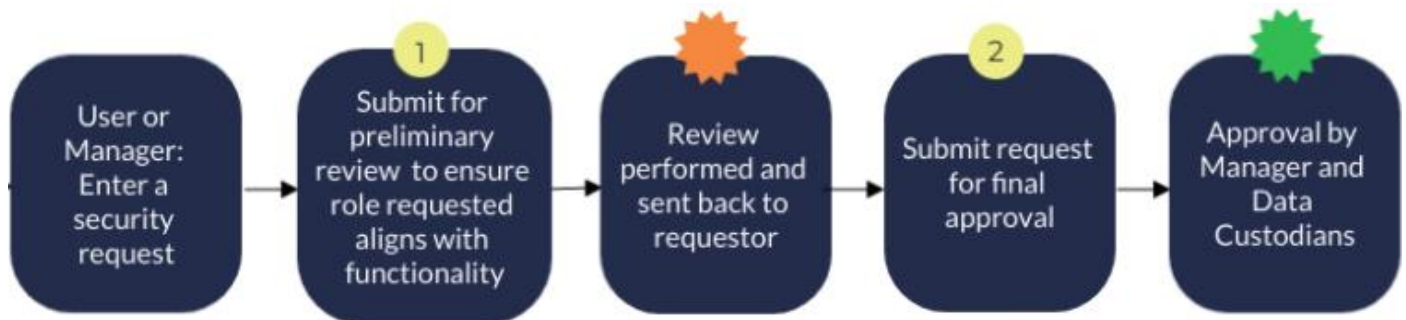 User or
Manager:
Enter a
security
request
1
Submit for
preliminary
review to ensure
role requested
aligns with
functionality
Review
performed and
sent back to
requestor
2
Submit request
for final
approval
Approval by
Manager and
Data
Custodians